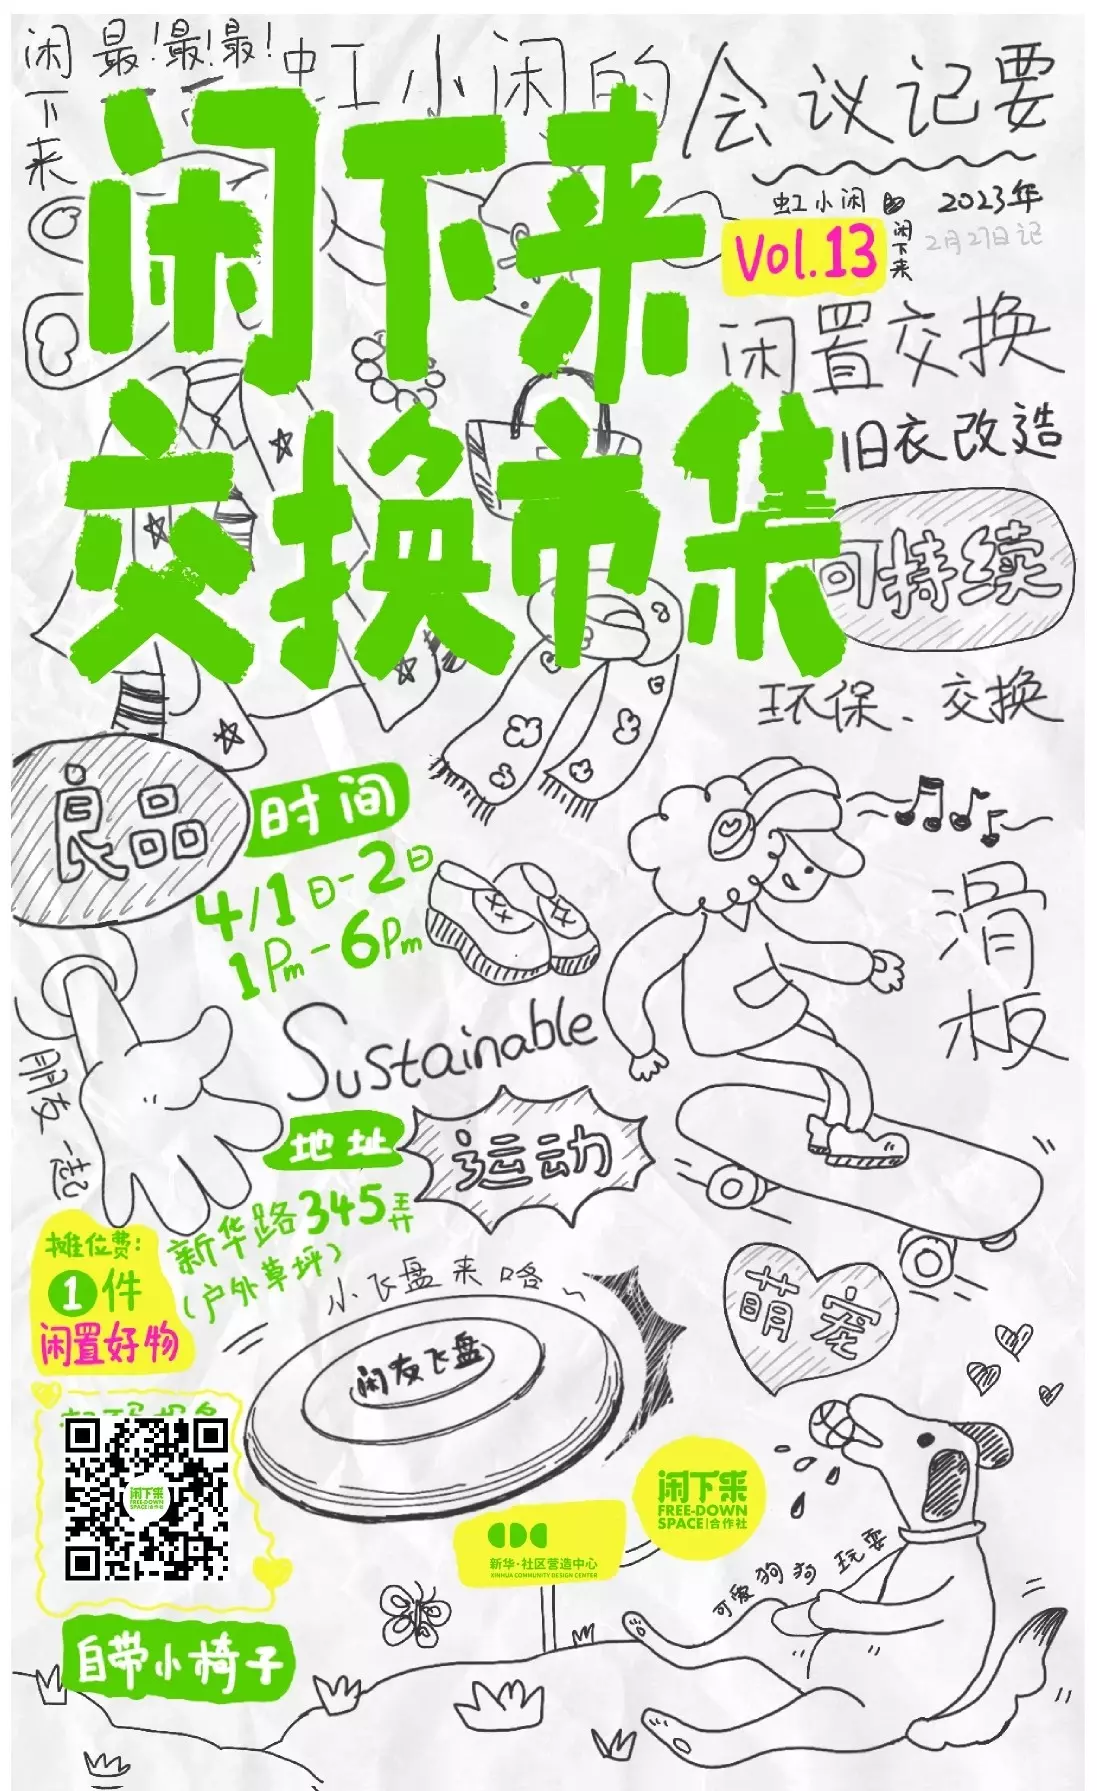 闲下来
最！最！最！
虹小闲的
会议记要
闲下来
交换市集
虹小闲
2023年
Vol.13
闲下来
2月27日记
闲置交换
旧衣改造
可持续
环保、交换
良品
时间
4/1日-2日
1Pm-6Pm
滑板
Sustainable
朋友一起
地址
运动
新华路345弄
(户外草坪)
摊位费：
1件
闲置好物
小飞盘来咯~
闲友飞盘
萌宠
闲下来
FREE-DOWN
SPACE|合作社
闲下来
FREE-DOWN
SPACE|合作社
新华·社区营造中心
XINHUA COMMUNITY DESIGN CENTER
可爱狗狗玩耍
自带小椅子